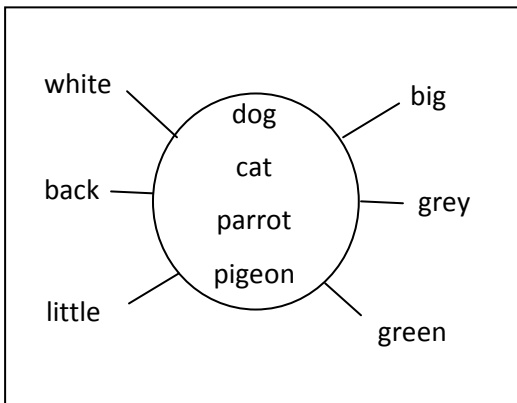 white
big
dog
cat
back
grey
parrot
pigeon
little
green